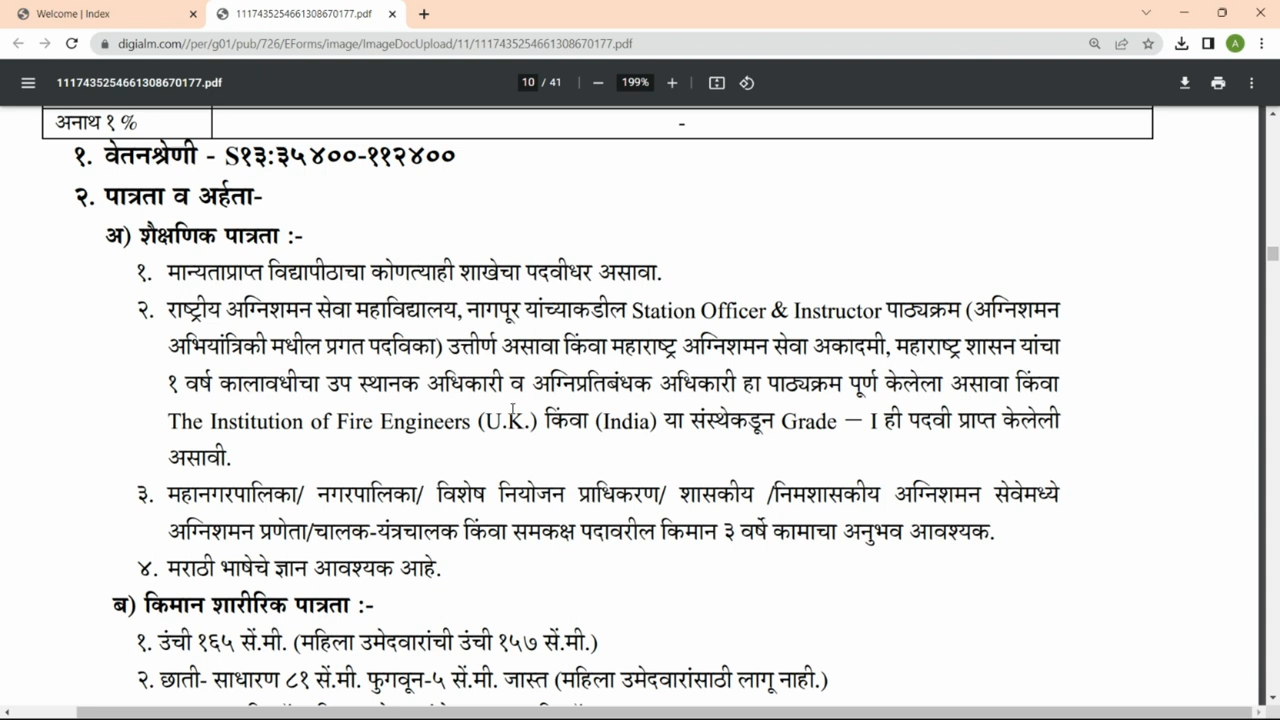 Welcome | Index
1117435254661308670177.pdf
digialm.com//per/g01/pub/726/EForms/image/ImageDocUpload/11/1117435254661308670177.pdf
A
1117435254661308670177.pdf
10 / 41
199%
अनाथ १ %
-
१. वेतनश्रेणी - S१३:३५४००-११२४००
२. पात्रता व अर्हता-
अ) शैक्षणिक पात्रता :-
१. मान्यताप्राप्त विद्यापीठाचा कोणत्याही शाखेचा पदवीधर असावा.
२. राष्ट्रीय अग्निशमन सेवा महाविद्यालय, नागपूर यांच्याकडील Station Officer & Instructor पाठ्यक्रम (अग्निशमन
अभियांत्रिकी मधील प्रगत पदविका) उत्तीर्ण असावा किंवा महाराष्ट्र अग्निशमन सेवा अकादमी, महाराष्ट्र शासन यांचा
१ वर्ष कालावधीचा उप स्थानक अधिकारी व अग्निप्रतिबंधक अधिकारी हा पाठ्यक्रम पूर्ण केलेला असावा किंवा
The Institution of Fire Engineers (U.K.) किंवा (India) या संस्थेकडून Grade – I ही पदवी प्राप्त केलेली
असावी.
३. महानगरपालिका/ नगरपालिका/ विशेष नियोजन प्राधिकरण/ शासकीय /निमशासकीय अग्निशमन सेवेमध्ये
अग्निशमन प्रणेता/चालक-यंत्रचालक किंवा समकक्ष पदावरील किमान ३ वर्षे कामाचा अनुभव आवश्यक.
४. मराठी भाषेचे ज्ञान आवश्यक आहे.
ब) किमान शारीरिक पात्रता :-
१. उंची १६५ सें.मी. (महिला उमेदवारांची उंची १५७ सें.मी.)
२. छाती- साधारण ८१ सें.मी. फुगवून-५ सें.मी. जास्त (महिला उमेदवारांसाठी लागू नाही.)